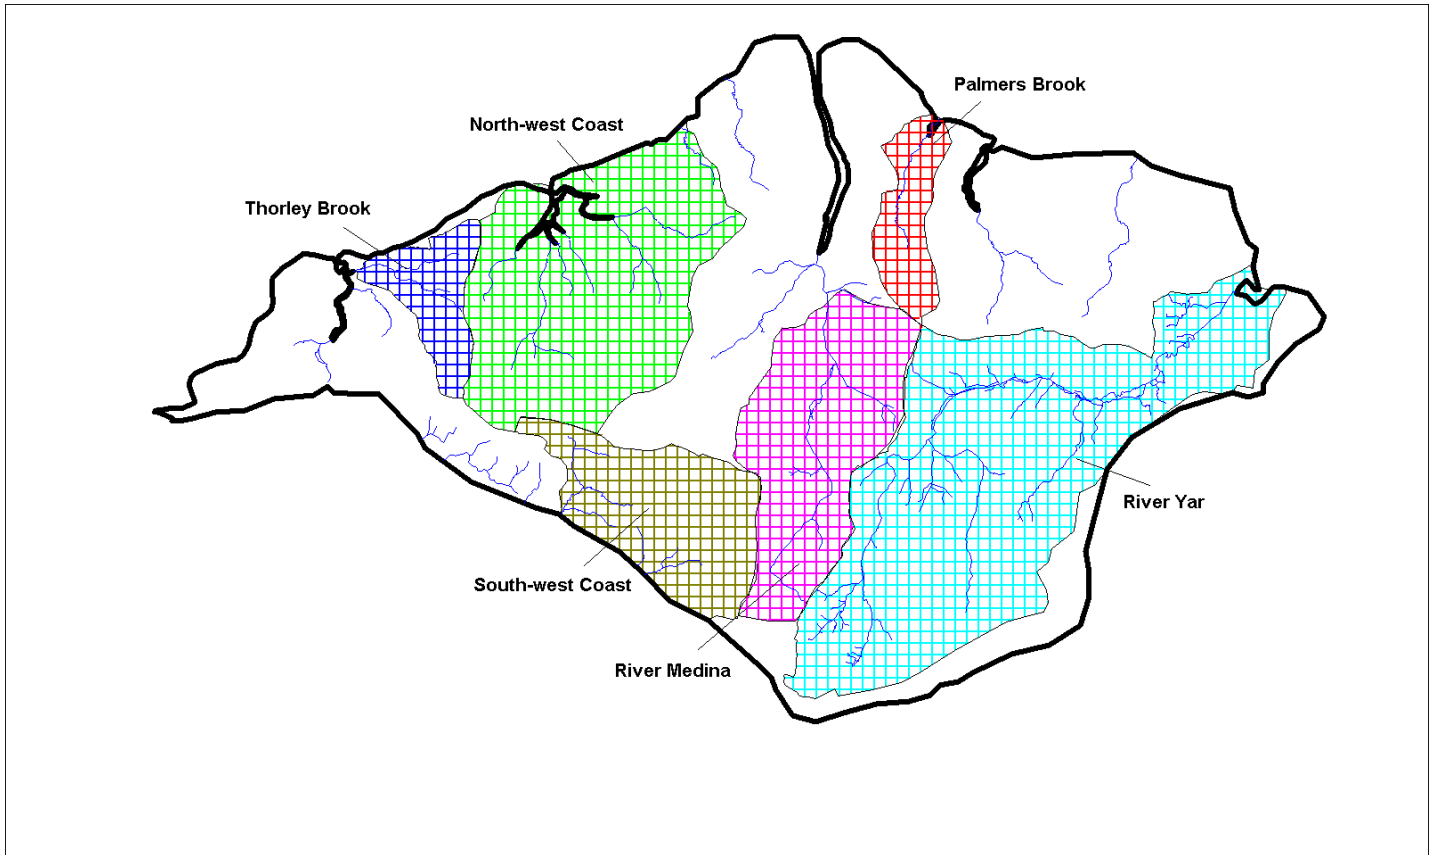 Palmers Brook
North-west Coast
Thorley Brook
River Yar
South-west Coast
River Medina